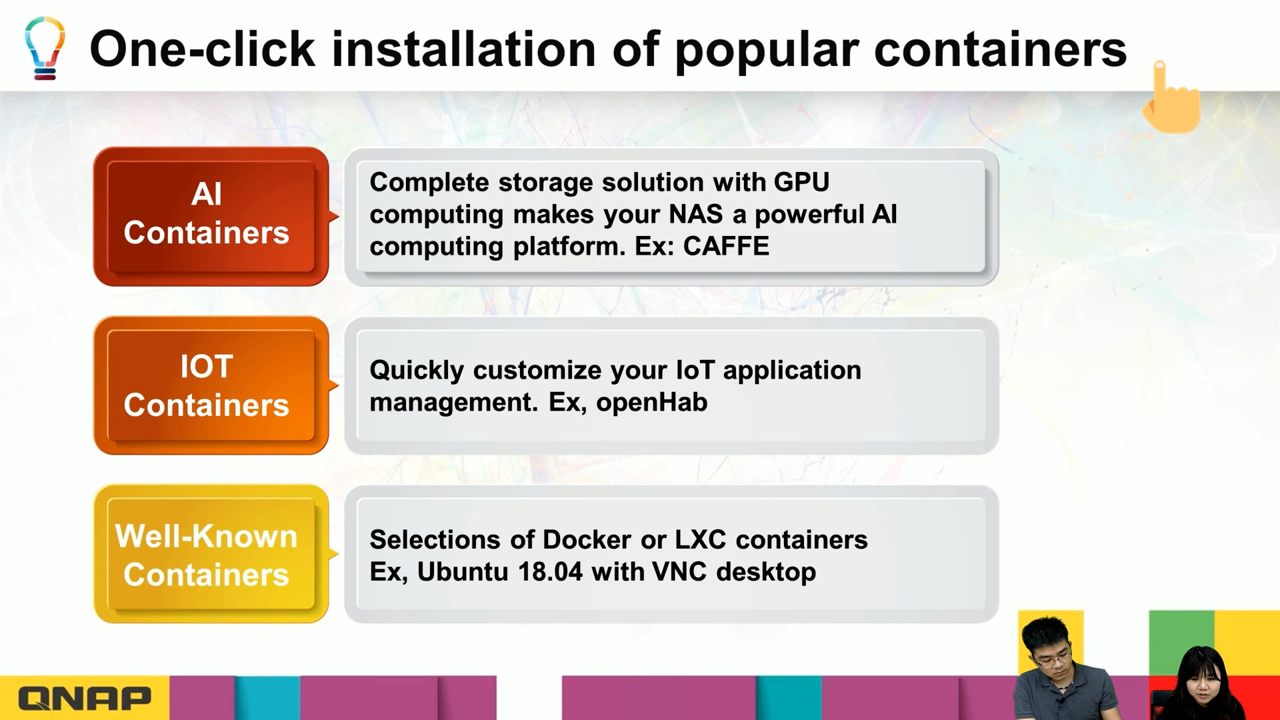 One-click installation of popular containers
AI
Containers
Complete storage solution with GPU
computing makes your NAS a powerful AI
computing platform. Ex: CAFFE
IOT
Containers
Quickly customize your IoT application
management. Ex, openHab
Well-Known
Containers
Selections of Docker or LXC containers
Ex, Ubuntu 18.04 with VNC desktop
QNAP